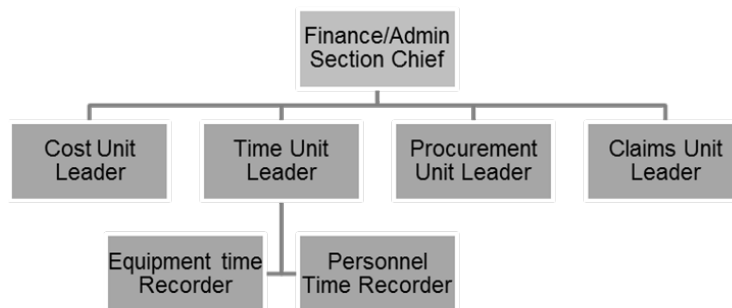 Finance/Admin
Section Chief
Cost Unit
Leader
Time Unit
Leader
Procurement
Unit Leader
Claims Unit
Leader
Equipment time
Recorder
Personnel
Time Recorder